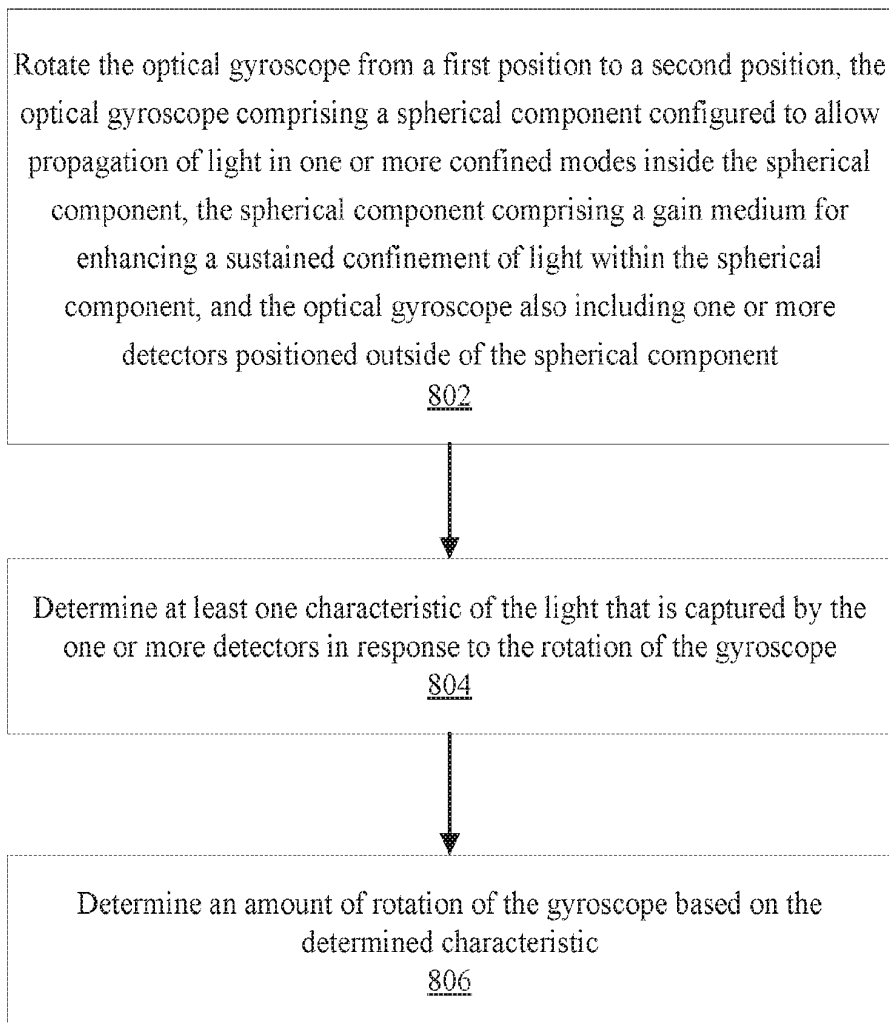 Rotate the optical gyroscope from a first position to a second position, the
optical gyroscope comprising a spherical component configured to allow
propagation of light in one or more confined modes inside the spherical
component, the spherical component comprising a gain medium for
enhancing a sustained confinement of light within the spherical
component, and the optical gyroscope also including one or more
detectors positioned outside of the spherical component
802
Determine at least one characteristic of the light that is captured by the
one or more detectors in response to the rotation of the gyroscope
804
Determine an amount of rotation of the gyroscope based on the
determined characteristic
806